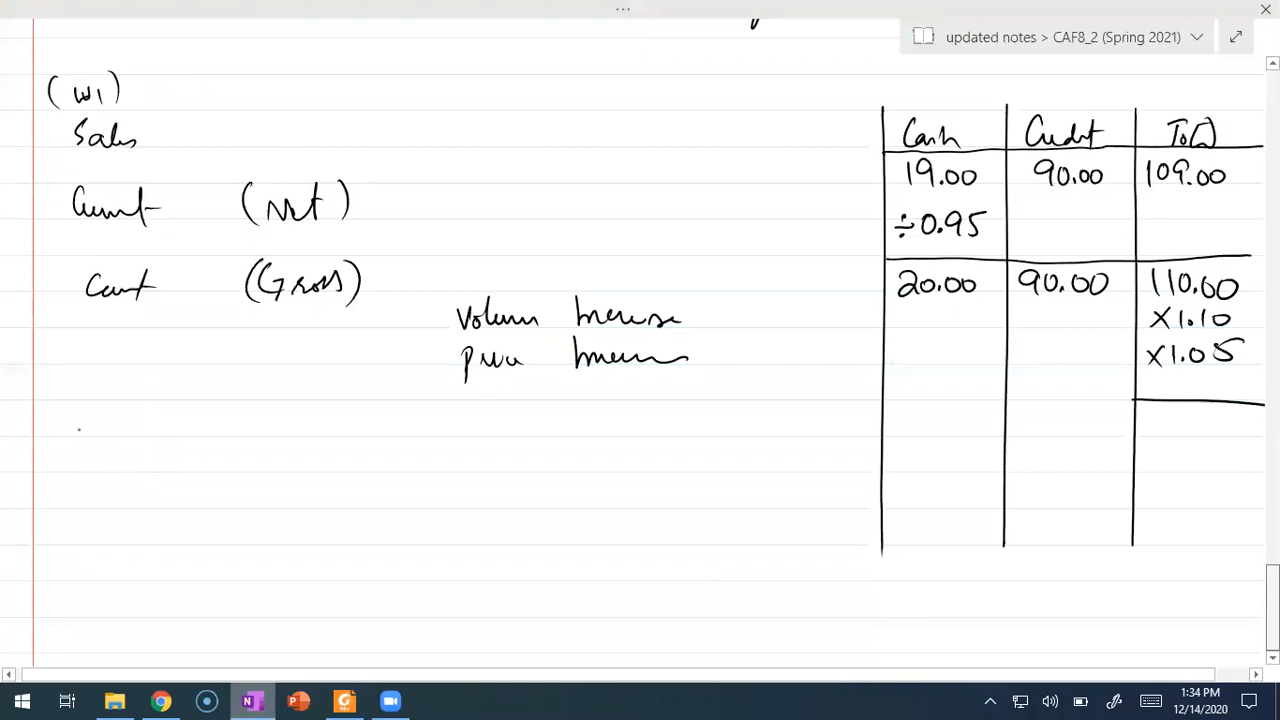 updated notes > CAF8_2 (Spring 2021)
(W1)
Sales
Cash Credit Total
Current (Net) 19.00 90.00 109.00
÷0.95
Current (Gross) 20.00 90.00 110.00
Volume Increase ×1.10
price Increase ×1.05
1:34 PM
12/14/2020